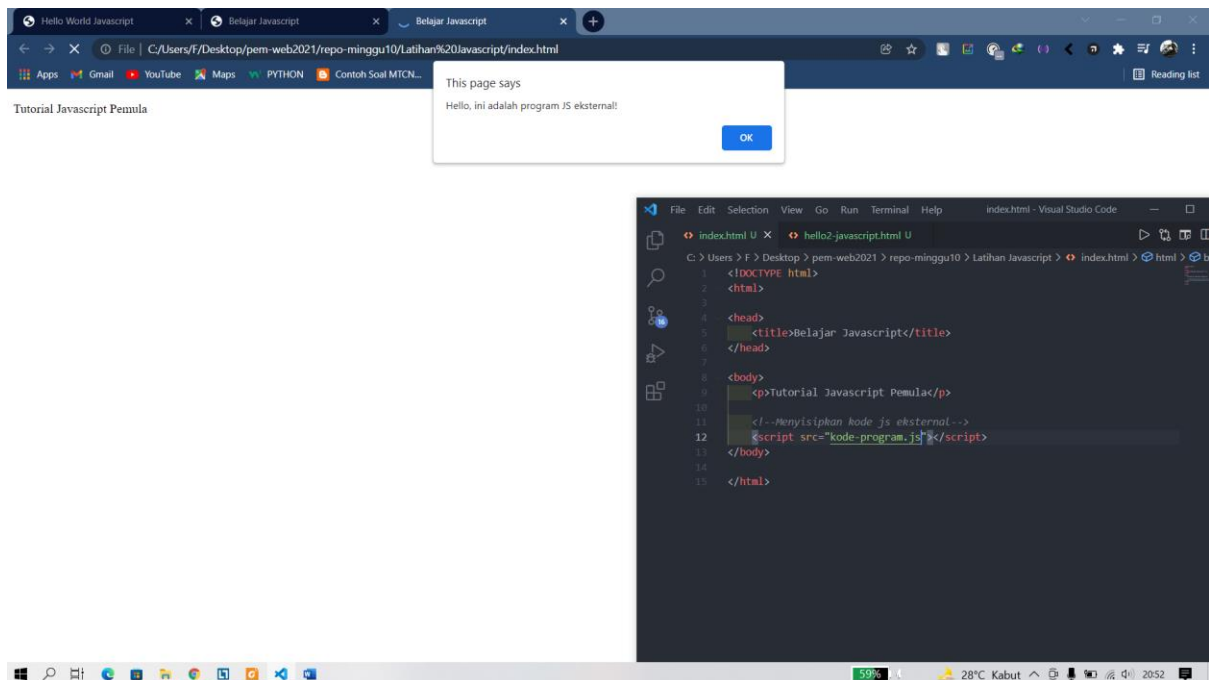 Hello World Javascript
Belajar Javascript
Belajar Javascript
File | C:/Users/F/Desktop/pem-web2021/repo-minggu10/Latihan%20Javascript/index.html
Apps Gmail YouTube Maps PYTHON Contoh Soal MTCN... Reading list
This page says
Hello, ini adalah program JS eksternal!
OK
Tutorial Javascript Pemula
File Edit Selection View Go Run Terminal Help index.html - Visual Studio Code
index.html U hello2-javascript.html U
C: > Users > F > Desktop > pem-web2021 > repo-minggu10 > Latihan Javascript > index.html > html > b
1 <!DOCTYPE html>
2 <html>
3
4 <head>
5 <title>Belajar Javascript</title>
6 </head>
7
8 <body>
9 <p>Tutorial Javascript Pemula</p>
10
11 <!--Menyisipkan kode js eksternal-->
12 <script src="kode-program.js"></script>
13 </body>
14
15 </html>
59% 28°C Kabut 20:52